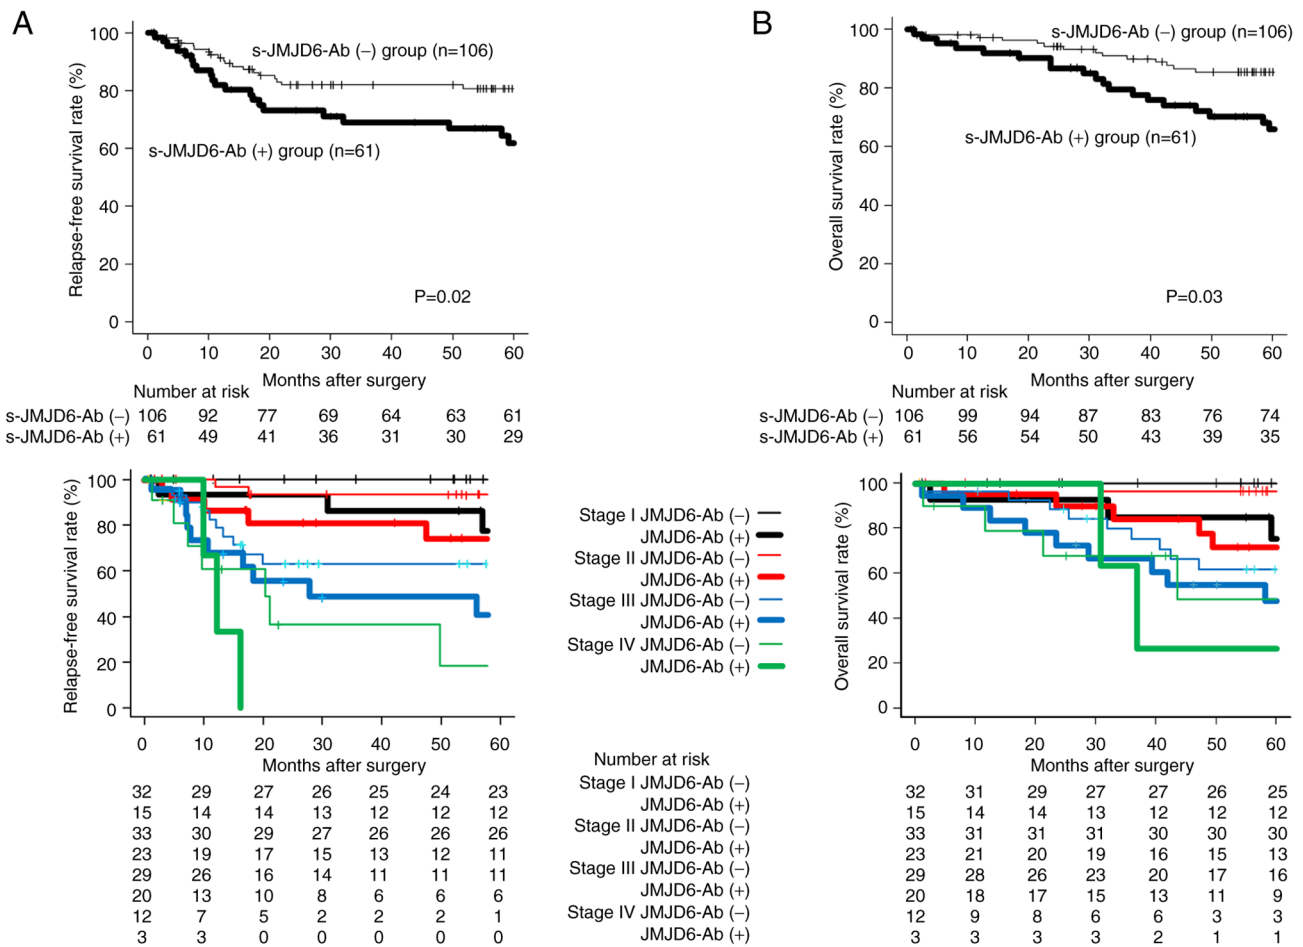 A
Relapse-free survival rate (%)
100
80
60
40
20
0
s-JMJD6-Ab (−) group (n=106)
s-JMJD6-Ab (+) group (n=61)
P=0.02
0 10 20 30 40 50 60
Months after surgery
Number at risk
s-JMJD6-Ab (−) 106 92 77 69 64 63 61
s-JMJD6-Ab (+) 61 49 41 36 31 30 29
B
Overall survival rate (%)
100
80
60
40
20
0
s-JMJD6-Ab (−) group (n=106)
s-JMJD6-Ab (+) group (n=61)
P=0.03
0 10 20 30 40 50 60
Months after surgery
Number at risk
s-JMJD6-Ab (−) 106 99 94 87 83 76 74
s-JMJD6-Ab (+) 61 56 54 50 43 39 35
Relapse-free survival rate (%)
100
80
60
40
20
0
0 10 20 30 40 50 60
Months after surgery
32 29 27 26 25 24 23
15 14 14 13 12 12 12
33 30 29 27 26 26 26
23 19 17 15 13 12 11
29 26 16 14 11 11 11
20 13 10 8 6 6 6
12 7 5 2 2 2 1
3 3 0 0 0 0 0
Stage I JMJD6-Ab (−)
JMJD6-Ab (+)
Stage II JMJD6-Ab (−)
JMJD6-Ab (+)
Stage III JMJD6-Ab (−)
JMJD6-Ab (+)
Stage IV JMJD6-Ab (−)
JMJD6-Ab (+)
Number at risk
Stage I JMJD6-Ab (−)
JMJD6-Ab (+)
Stage II JMJD6-Ab (−)
JMJD6-Ab (+)
Stage III JMJD6-Ab (−)
JMJD6-Ab (+)
Stage IV JMJD6-Ab (−)
JMJD6-Ab (+)
Overall survival rate (%)
100
80
60
40
20
0
0 10 20 30 40 50 60
Months after surgery
32 31 29 27 27 26 25
15 14 14 13 12 12 12
33 31 31 31 30 30 30
23 21 20 19 16 15 13
29 28 26 23 20 17 16
20 18 17 15 13 11 9
12 9 8 6 6 3 3
3 3 3 3 2 1 1